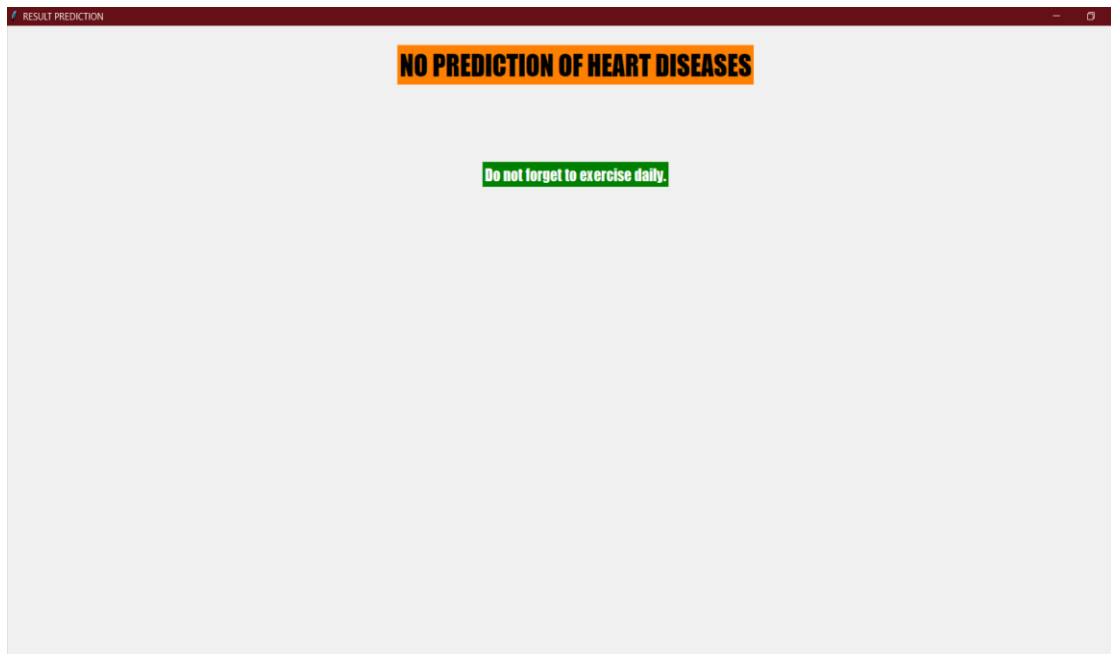 RESULT PREDICTION
NO PREDICTION OF HEART DISEASES
Do not forget to exercise daily.